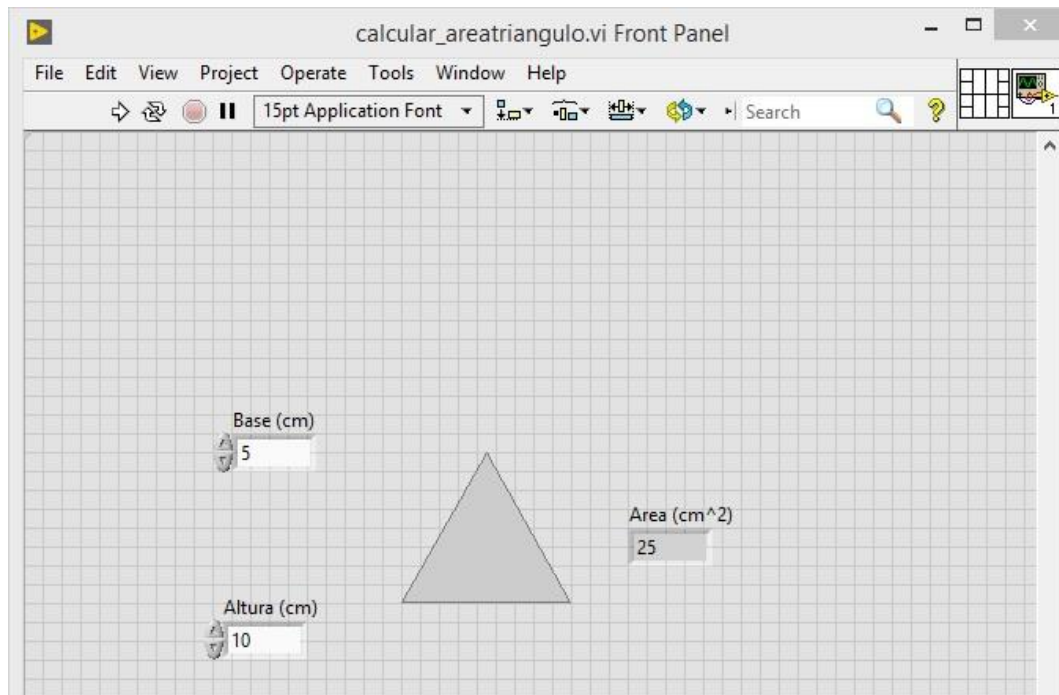 calcular_areatriangulo.vi Front Panel
File Edit View Project Operate Tools Window Help
15pt Application Font Search
Base (cm)
5
Area (cm^2)
25
Altura (cm)
10